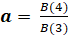 a = B(4)/B(3)